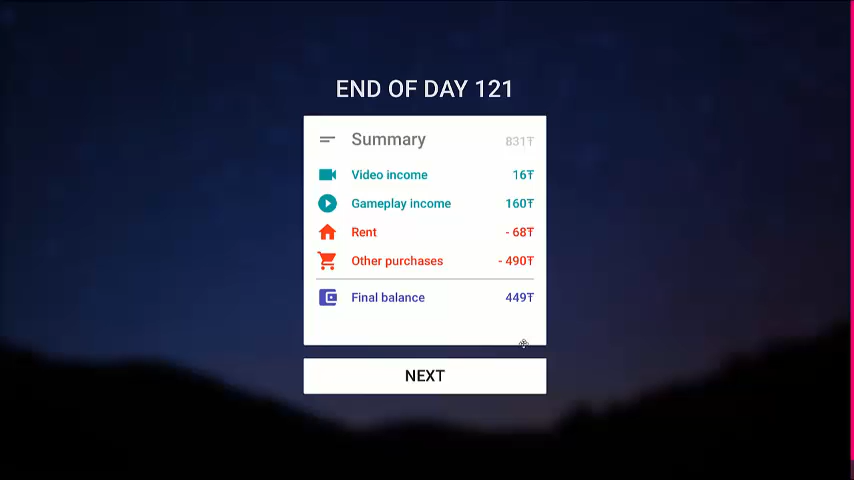 END OF DAY 121
Summary 831₸
Video income 16₸
Gameplay income 160₸
Rent - 68₸
Other purchases - 490₸
Final balance 449₸
NEXT